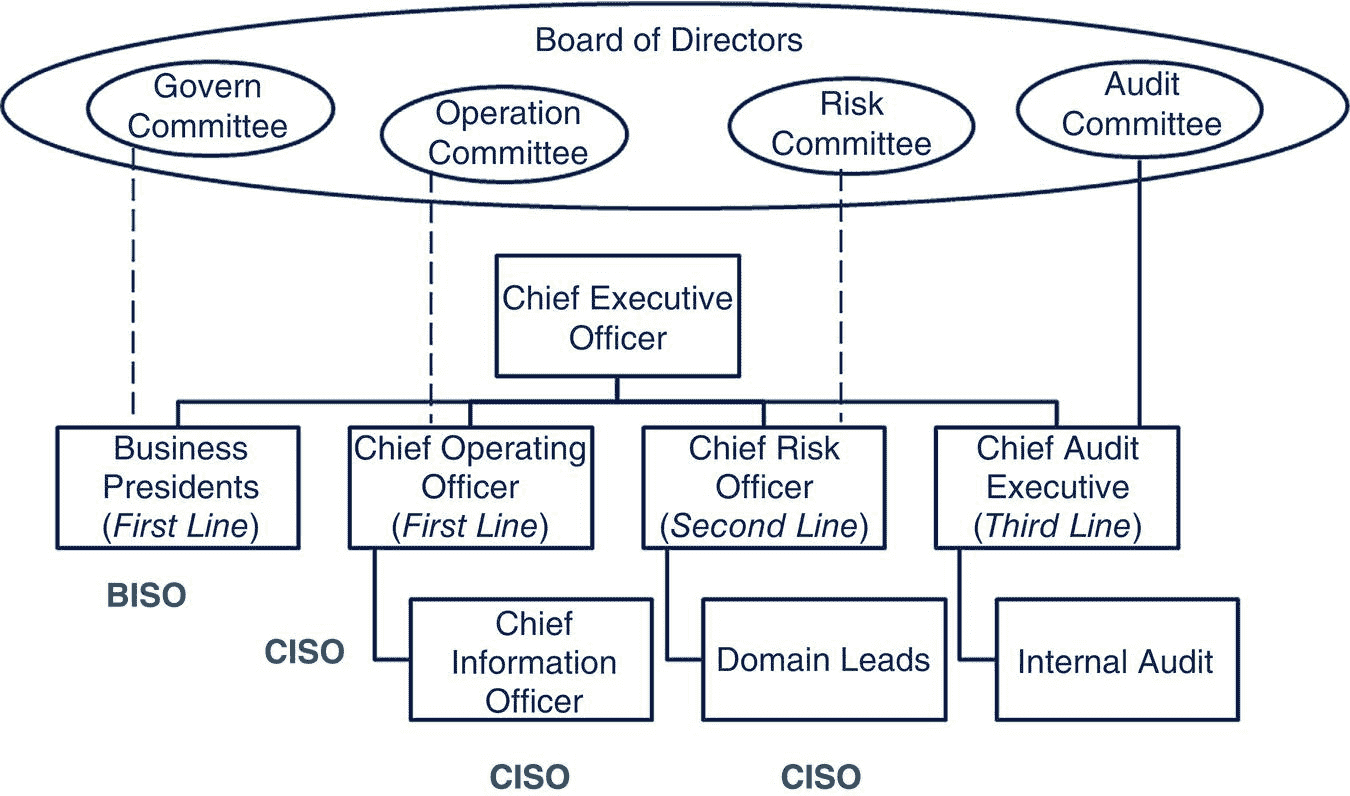 Board of Directors
Govern
Committee
Operation
Committee
Risk
Committee
Audit
Committee
Chief Executive
Officer
Business
Presidents
(First Line)
Chief Operating
Officer
(First Line)
Chief Risk
Officer
(Second Line)
Chief Audit
Executive
(Third Line)
BISO
CISO
Chief
Information
Officer
Domain Leads
Internal Audit
CISO
CISO